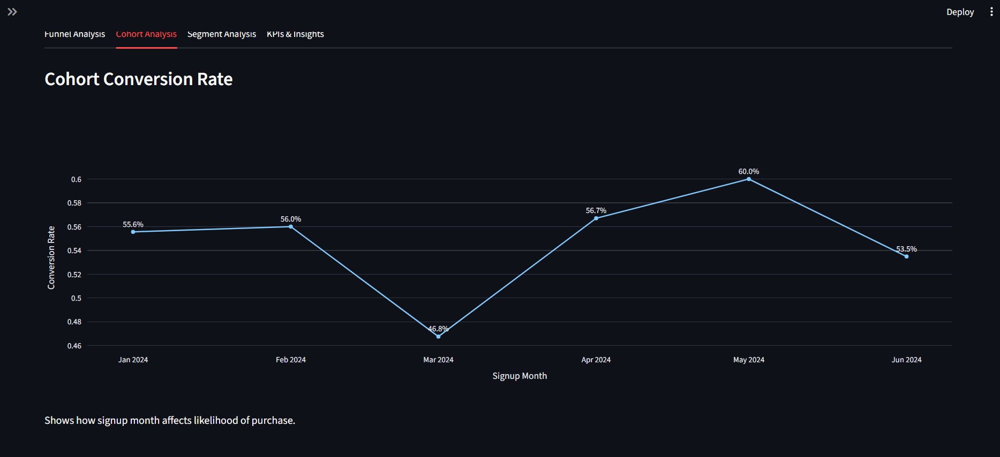 Deploy
Funnel Analysis Cohort Analysis Segment Analysis KPIs & Insights
Cohort Conversion Rate
60.0%
0.6
0.58
56.7%
56.0%
55.6%
0.56
Conversion Rate
53.5%
0.54
0.52
0.5
0.48
46.8%
0.46
Jan 2024 Feb 2024 Mar 2024 Apr 2024 May 2024 Jun 2024
Signup Month
Shows how signup month affects likelihood of purchase.